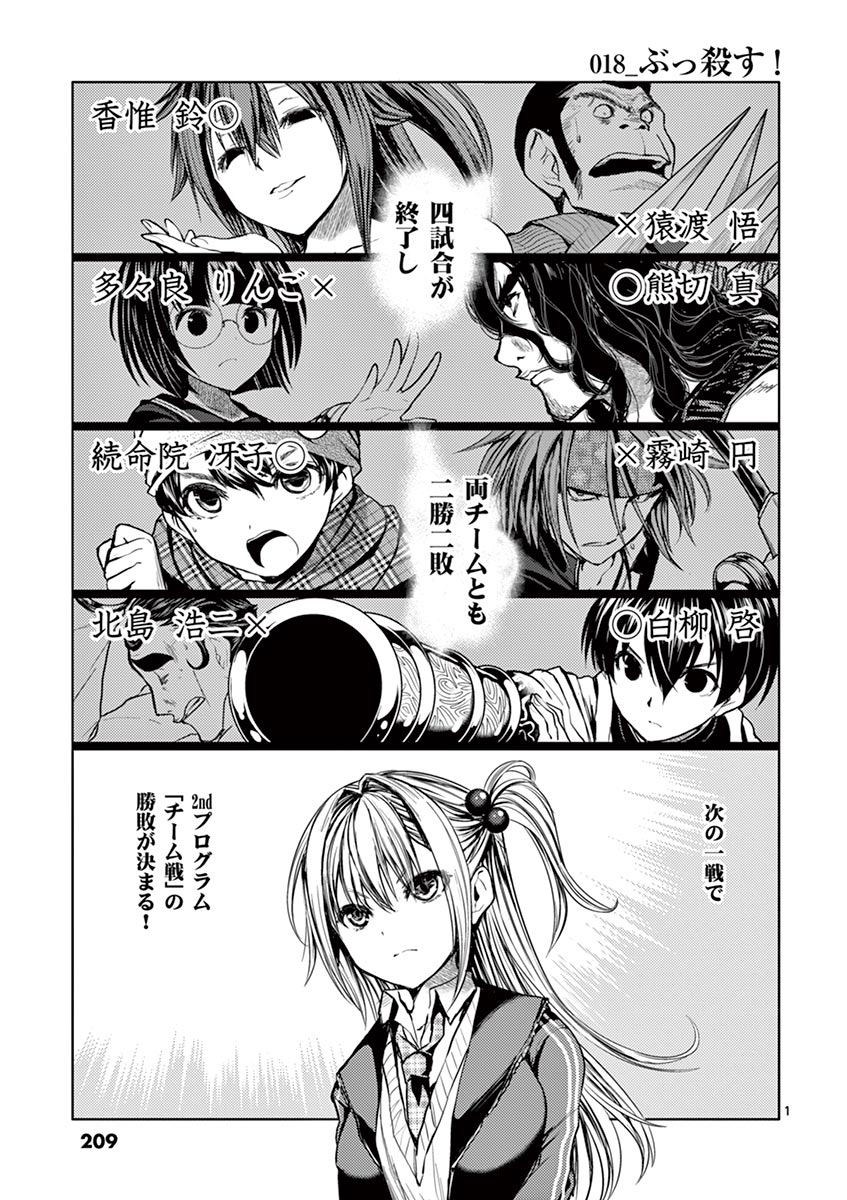 018_ぶっ殺す!
×猿渡 悟
香惟 鈴○
四試合が
終了し
○熊切 真
多々良 りんご×
×霧崎 円
続命院 冴子○
両チームとも
二勝二敗
○白柳 啓
北島 浩二×
次の一戦で
2ndプログラム
「チーム戦」の
勝敗が決まる!
1
209